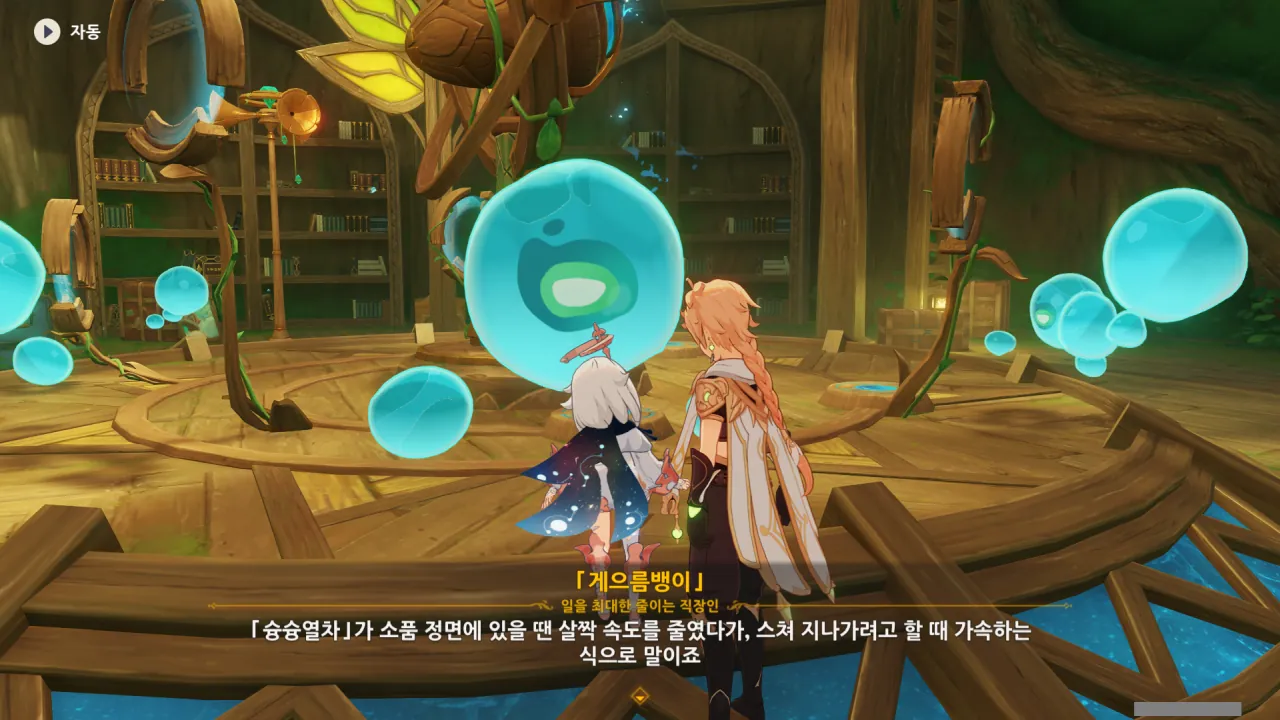 자동
「게으름뱅이」
일을 최대한 줄이는 직장인
「슝슝열차」가 소품 정면에 있을 땐 살짝 속도를 줄였다가, 스쳐 지나가려고 할 때 가속하는
식으로 말이죠